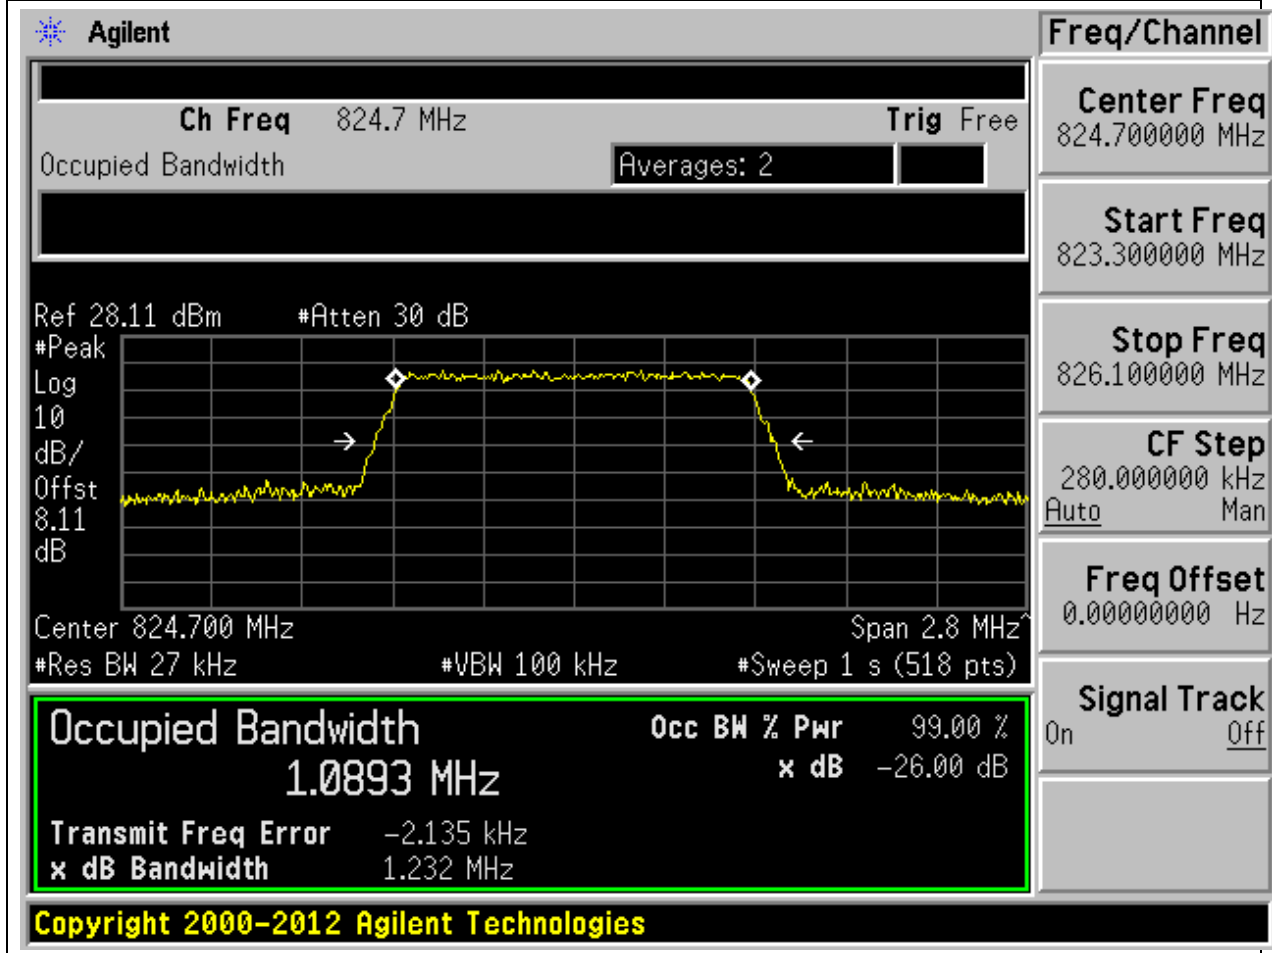 Agilent
Freq/Channel
Ch Freq 824.7 MHz Trig Free
Occupied Bandwidth Averages: 2
Center Freq
824.700000 MHz
Start Freq
823.300000 MHz
Stop Freq
826.100000 MHz
CF Step
280.000000 kHz
Auto Man
Freq Offset
0.00000000 Hz
Signal Track
On Off
Ref 28.11 dBm #Atten 30 dB
#Peak
Log
10
dB/
Offst
8.11
dB
Center 824.700 MHz Span 2.8 MHz^
#Res BW 27 kHz #VBW 100 kHz #Sweep 1 s (518 pts)
Occupied Bandwidth Occ BW % Pwr 99.00 %
1.0893 MHz x dB -26.00 dB
Transmit Freq Error -2.135 kHz
x dB Bandwidth 1.232 MHz
Copyright 2000-2012 Agilent Technologies